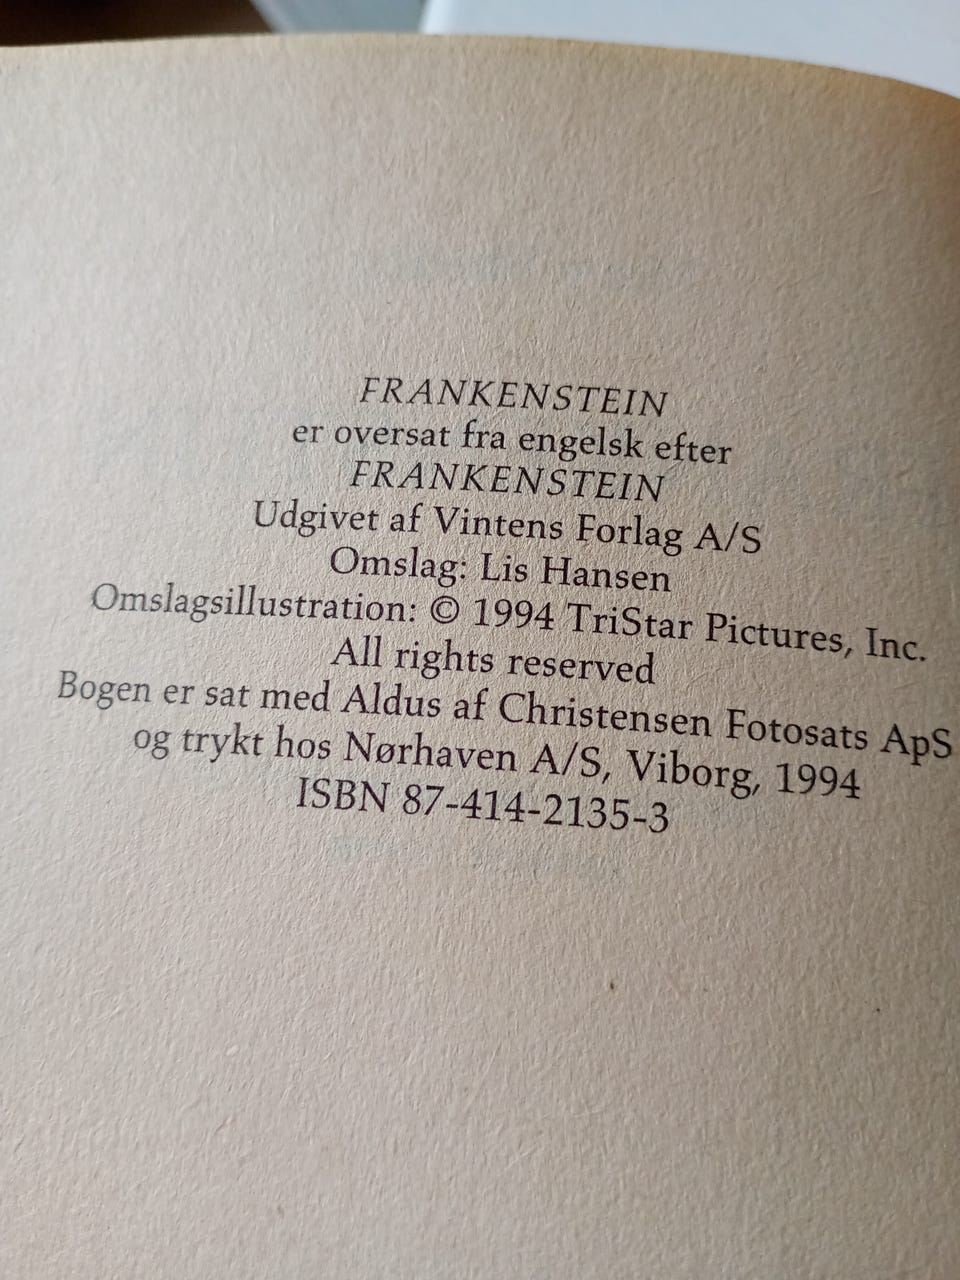 FRANKENSTEIN
er oversat fra engelsk efter
FRANKENSTEIN
Udgivet af Vintens Forlag A/S
Omslag: Lis Hansen
Omslagsillustration: © 1994 TriStar Pictures, Inc.
All rights reserved
Bogen er sat med Aldus af Christensen Fotosats ApS
og trykt hos Nørhaven A/S, Viborg, 1994
ISBN 87-414-2135-3